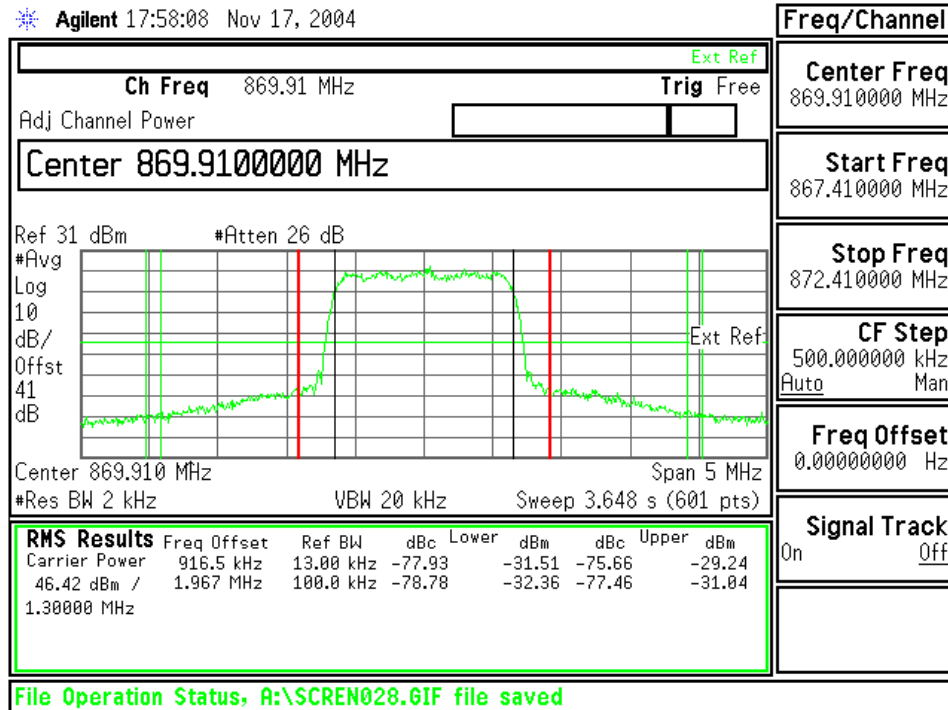 Agilent 17:58:08 Nov 17, 2004
Freq/Channel
Ext Ref
Ch Freq 869.91 MHz
Trig Free
Adj Channel Power
Center 869.9100000 MHz
Ref 31 dBm
#Atten 26 dB
#Avg
Log
10
dB/
Offst
41
dB
Ext Ref
Center 869.910 MHz
Span 5 MHz
#Res BW 2 kHz
VBW 20 kHz
Sweep 3.648 s (601 pts)
RMS Results Freq Offset Ref BW dBc Lower dBm dBc Upper dBm
Carrier Power 916.5 kHz 13.00 kHz -77.93 -31.51 -75.66 -29.24
46.42 dBm / 1.967 MHz 100.0 kHz -78.78 -32.36 -77.46 -31.04
1.30000 MHz
Center Freq
869.910000 MHz
Start Freq
867.410000 MHz
Stop Freq
872.410000 MHz
CF Step
500.000000 kHz
Auto Man
Freq Offset
0.00000000 Hz
Signal Track
On Off
File Operation Status, A:\SCREN028.GIF file saved